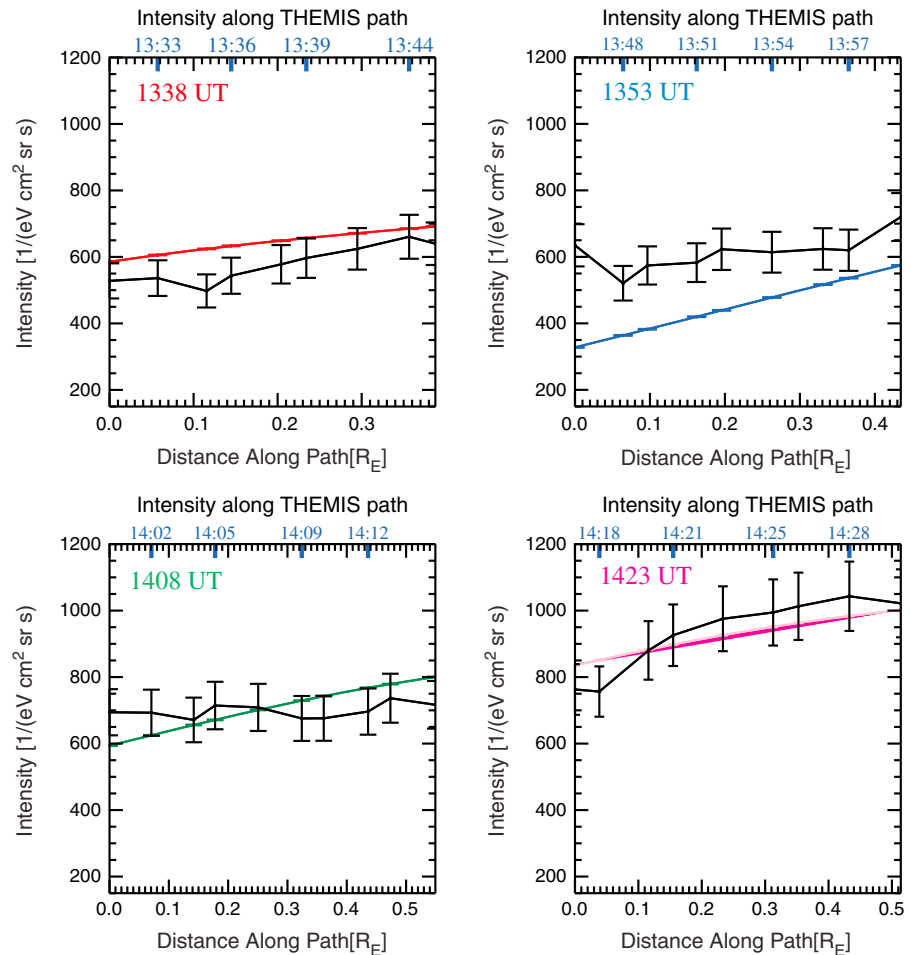 Intensity along THEMIS path
13:33 13:36 13:39 13:44
1338 UT
1200
1000
800
600
400
200
Intensity [1/(eV cm² sr s)
0.0 0.1 0.2 0.3
Distance Along Path[R_E]
Intensity along THEMIS path
13:48 13:51 13:54 13:57
1353 UT
1200
1000
800
600
400
200
Intensity [1/(eV cm² sr s)
0.0 0.1 0.2 0.3 0.4
Distance Along Path[R_E]
Intensity along THEMIS path
14:02 14:05 14:09 14:12
1408 UT
1200
1000
800
600
400
200
Intensity [1/(eV cm² sr s)
0.0 0.1 0.2 0.3 0.4 0.5
Distance Along Path[R_E]
Intensity along THEMIS path
14:18 14:21 14:25 14:28
1423 UT
1200
1000
800
600
400
200
Intensity [1/(eV cm² sr s)
0.0 0.1 0.2 0.3 0.4 0.5
Distance Along Path[R_E]